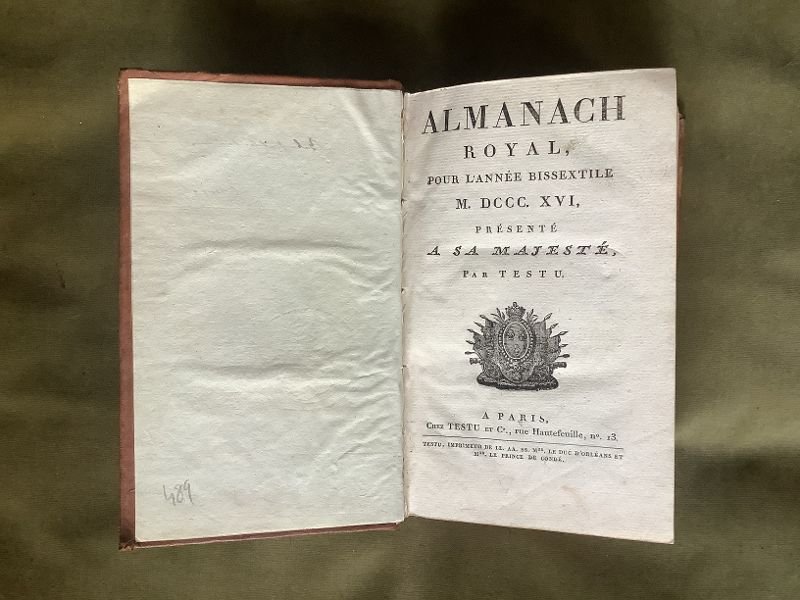 489
ALMANACH
ROYAL,
POUR L'ANNÉE BISSEXTILE
M. DCCC. XVI,
PRÉSENTÉ
A SA MAJESTÉ,
PAR TESTU.
A PARIS,
CHEZ TESTU ET Ce., rue Hautefeuille, no. 13.
TESTU, IMPRIMEUR DE LL. AA. SS. MGR. LE DUC D'ORLÉANS ET
MGR. LE PRINCE DE CONDÉ.